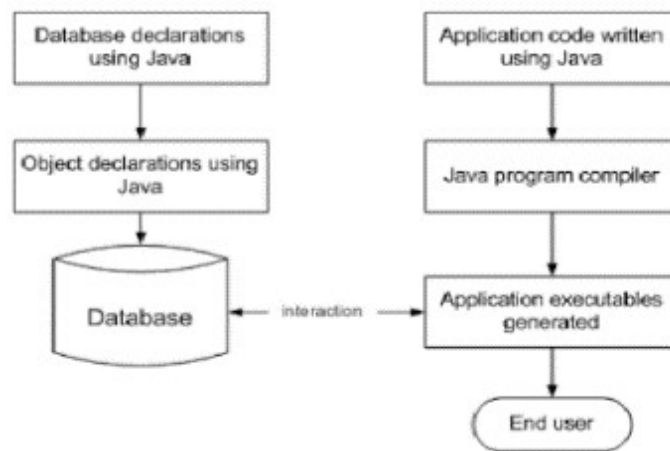 Database declarations
using Java
Object declarations using
Java
Database
interaction
Application code written
using Java
Java program compiler
Application executables
generated
End user